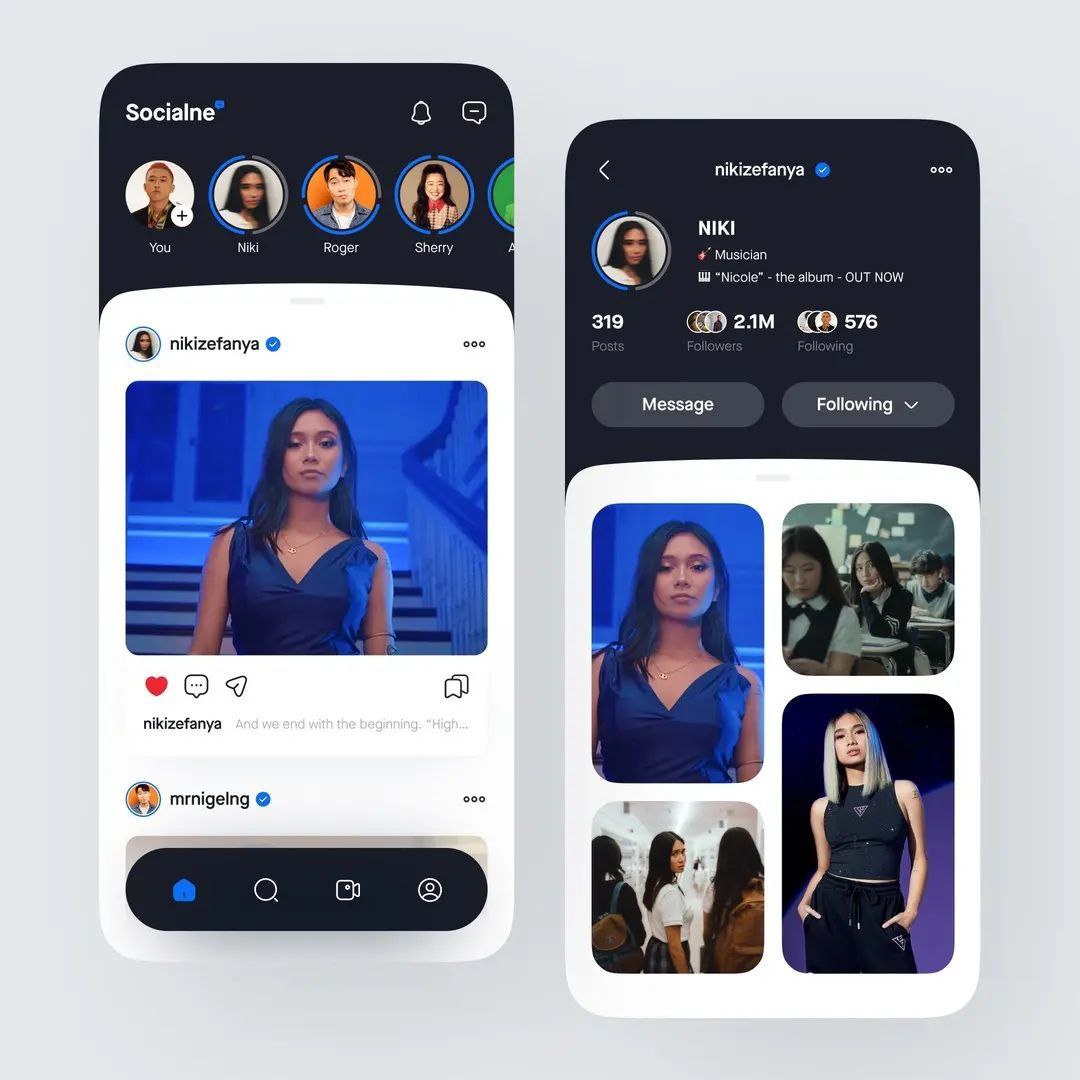 Socialne
You Niki Roger Sherry A
nikizefanya
nikizefanya And we end with the beginning. “High...
mrnigelng
nikizefanya
NIKI
Musician
“Nicole” - the album - OUT NOW
319 2.1M 576
Posts Followers Following
Message Following